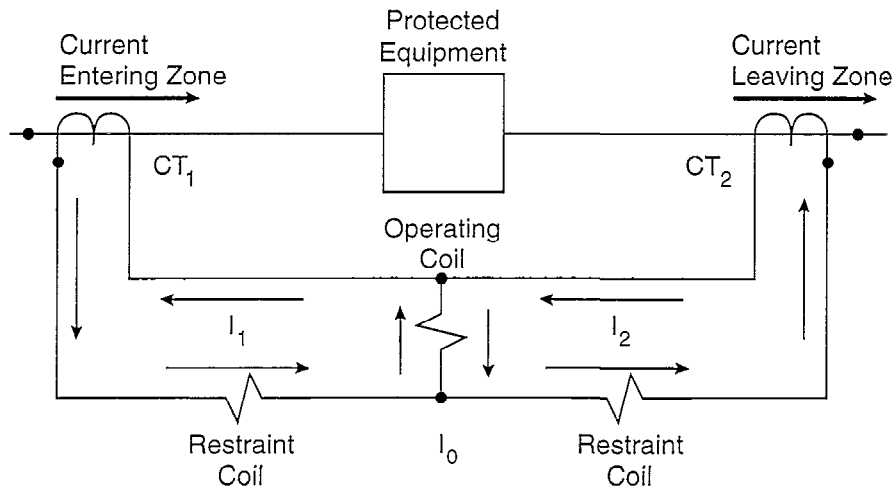 Protected
Equipment
Current
Entering Zone
Current
Leaving Zone
CT1
CT2
Operating
Coil
I1
I2
Restraint
Coil
I0
Restraint
Coil